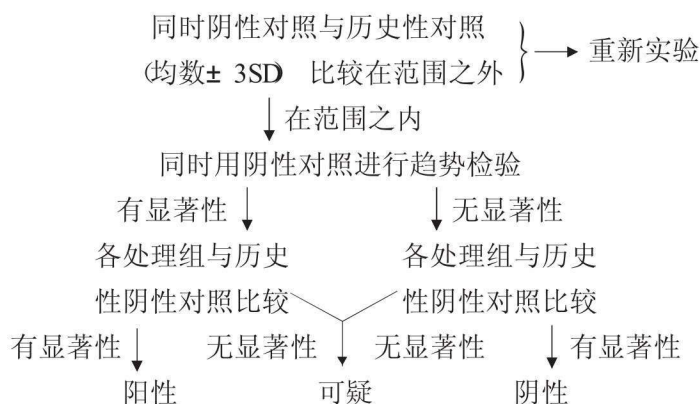 同时阴性对照与历史性对照
(均数± 3SD) 比较在范围之外
重新实验
在范围之内
同时用阴性对照进行趋势检验
有显著性 无显著性
各处理组与历史 各处理组与历史
性阴性对照比较 性阴性对照比较
有显著性 无显著性 无显著性 有显著性
阳性 可疑 阴性